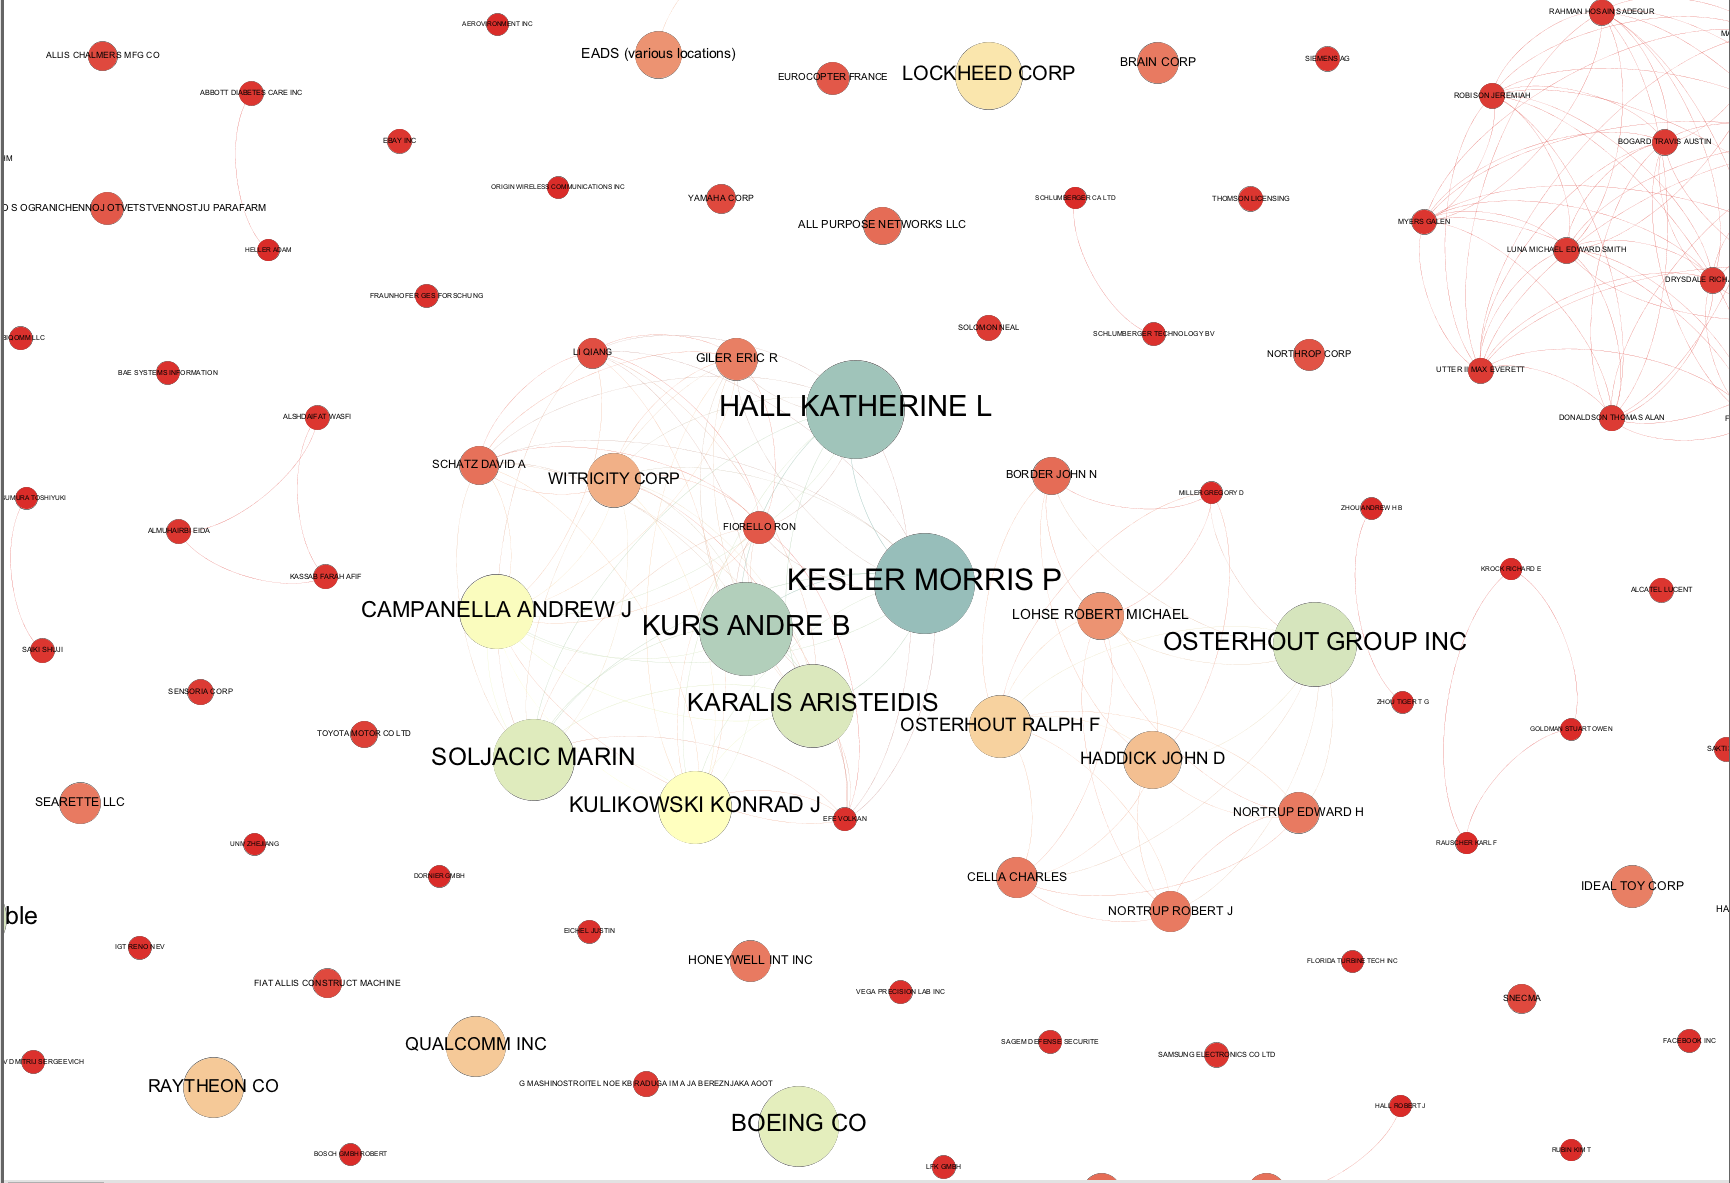 RAHMAN HOSAIN SADEQUR
AEROVIRONMENT INC
ALLIS CHALMERS MFG CO
EADS (various locations)
BRAIN CORP
SIEMENS AG
LOCKHEED CORP
EUROCOPTER FRANCE
ABBOTT DIABETES CARE INC
ROBISON JEREMIAH
EBAY INC
BOGARD TRAVIS AUSTIN
ORIGIN WIRELESS COMMUNICATIONS INC
YAMAHA CORP
SCHLUMBERGER CA LTD
THOMSON LICENSING
S OGRANICHENNOJ OTVETSTVENNOSTJU PARAFARM
ALL PURPOSE NETWORKS LLC
MYERS GALEN
HELLER ADAM
LUNA MICHAEL EDWARD SMITH
DRYSDALE RICH
FRAUNHOFER GES FORSCHUNG
SOLOMON NEAL
SCHLUMBERGER TECHNOLOGY BV
BIOOMM LLC
LI QIANG
GILER ERIC R
NORTHROP CORP
BAE SYSTEMS INFORMATION
UTTER II MAX EVERETT
HALL KATHERINE L
ALSHDAIFAT WASFI
DONALDSON THOMAS ALAN
SCHATZ DAVID A
WITRICITY CORP
BORDER JOHN N
MILLER GREGORY D
SUMURA TOSHIYUKI
ZHOU ANDREW H B
ALMUHAIRBI EIDA
FIORELLO RON
KROCK RICHARD E
KASSAB FARAH AFIF
KESLER MORRIS P
ALCATEL LUCENT
CAMPANELLA ANDREW J
LOHSE ROBERT MICHAEL
KURS ANDRE B
OSTERHOUT GROUP INC
SAIKI SHUJI
SENSORIA CORP
KARALIS ARISTEIDIS
ZHOU TIGER T G
OSTERHOUT RALPH F
GOLDMAN STUART OWEN
TOYOTA MOTOR CO LTD
SAKTI
SOLJACIC MARIN
HADDICK JOHN D
SEARETTE LLC
KULIKOWSKI KONRAD J
NORTRUP EDWARD H
EFE VOLKAN
UNIV ZHEJIANG
RAUSCHER KARL F
DORNIER GMBH
CELLA CHARLES
IDEAL TOY CORP
HA
ble
NORTRUP ROBERT J
EICHEL JUSTIN
IGT RENO NEV
HONEYWELL INT INC
FLORIDA TURBINE TECH INC
FIAT ALLIS CONSTRUCT MACHINE
VEGA PRECISION LAB INC
SNECMA
QUALCOMM INC
SAGEM DEFENSE SECURITE
FACEBOOK INC
SAMSUNG ELECTRONICS CO LTD
V DMITRIJ SERGEEVICH
RAYTHEON CO
G MASHINOSTROITEL NOE KB RADUGA IM A JA BEREZNJAKA AOOT
HALL ROBERT J
BOEING CO
BOSCH GMBH ROBERT
RUBIN KIM T
LFK GMBH